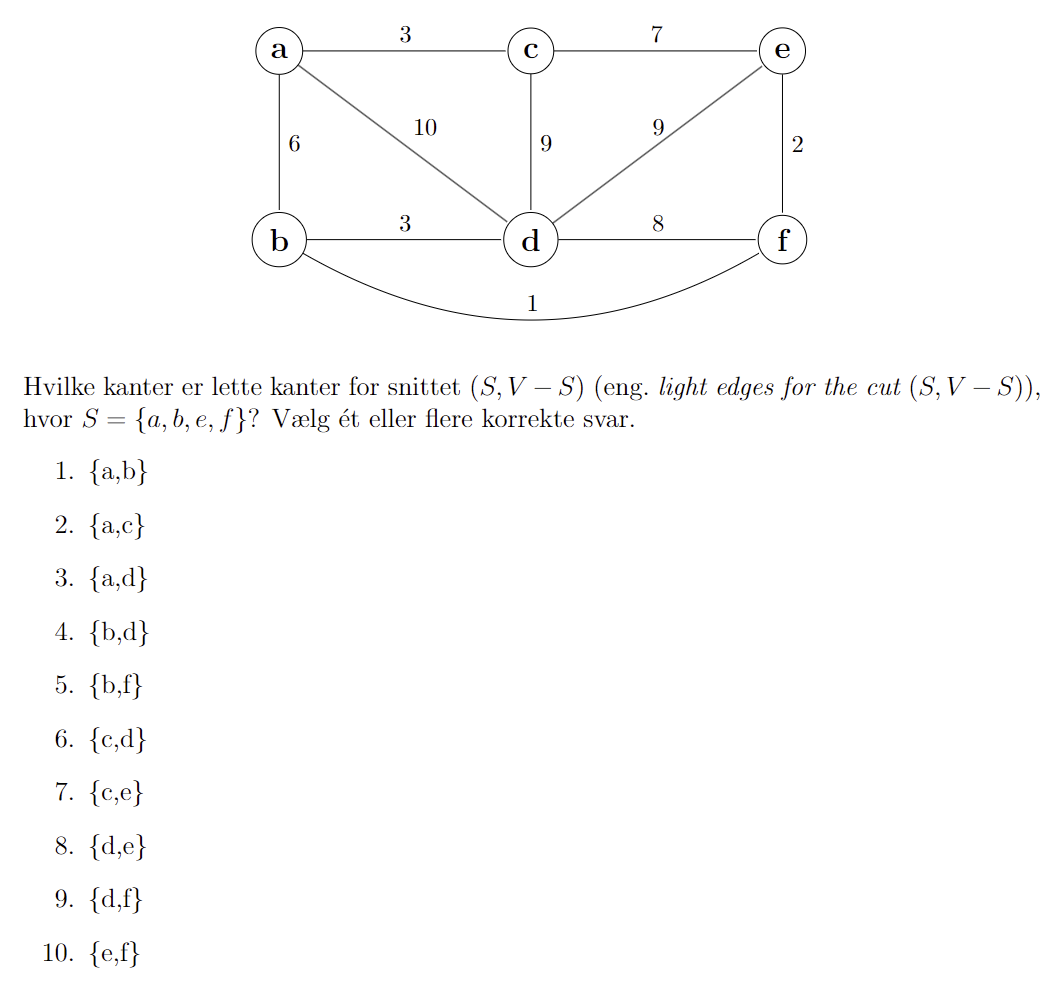 a 3 c 7 e
6 10 9 9 2
b 3 d 8 f
1
Hvilke kanter er lette kanter for snittet (S, V − S) (eng. light edges for the cut (S, V − S)),
hvor S = {a, b, e, f}? Vælg ét eller flere korrekte svar.
1. {a,b}
2. {a,c}
3. {a,d}
4. {b,d}
5. {b,f}
6. {c,d}
7. {c,e}
8. {d,e}
9. {d,f}
10. {e,f}